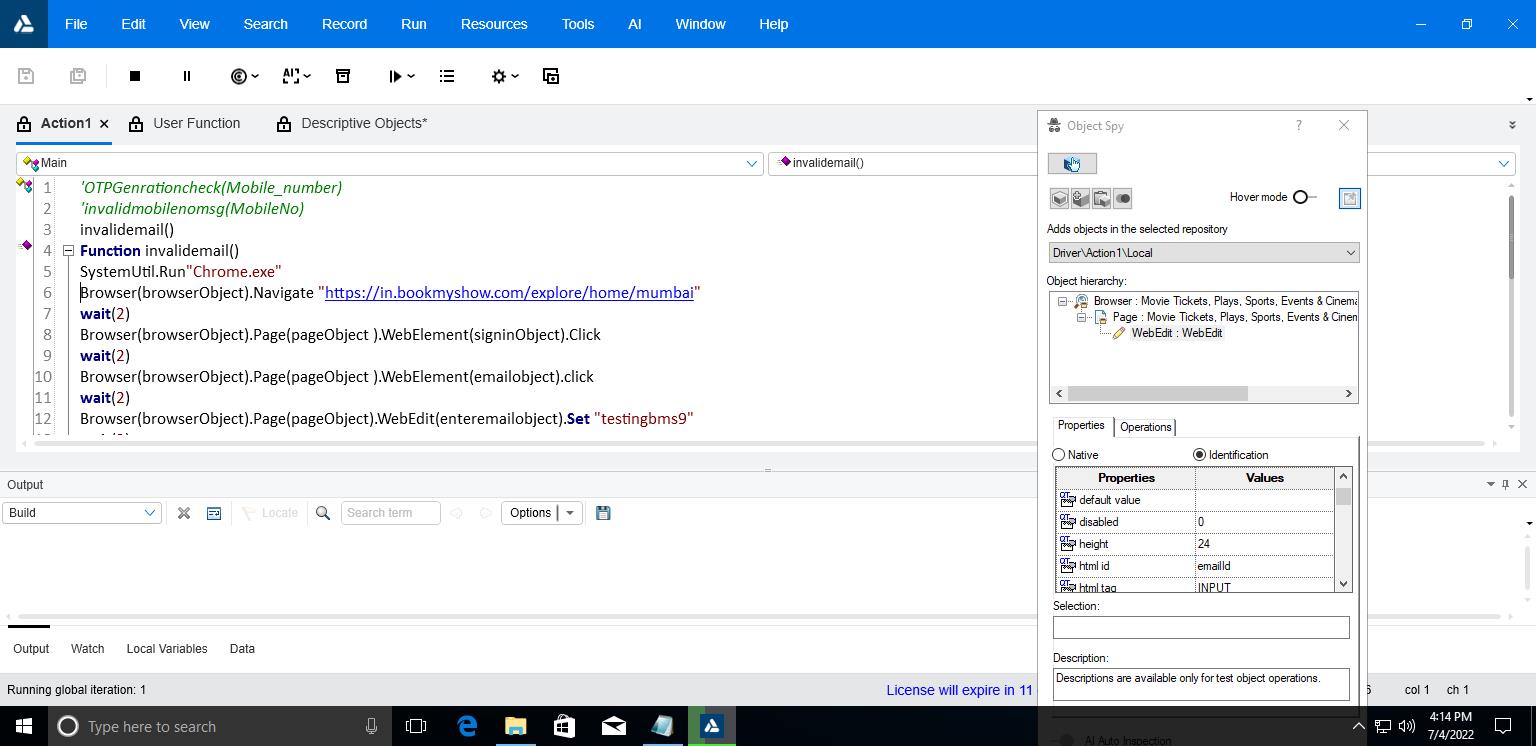 File Edit View Search Record Run Resources Tools AI Window Help
Action1 User Function Descriptive Objects*
Main invalidemail()
1 'OTPGenrationcheck(Mobile_number)
2 'invalidmobilenomsg(MobileNo)
3 invalidemail()
4 Function invalidemail()
5 SystemUtil.Run"Chrome.exe"
6 Browser(browserObject).Navigate "https://in.bookmyshow.com/explore/home/mumbai"
7 wait(2)
8 Browser(browserObject).Page(pageObject ).WebElement(signinObject).Click
9 wait(2)
10 Browser(browserObject).Page(pageObject ).WebElement(emailobject).click
11 wait(2)
12 Browser(browserObject).Page(pageObject).WebEdit(enteremailobject).Set "testingbms9"
Object Spy ?
Hover mode
Adds objects in the selected repository
Driver\Action1\Local
Object hierarchy:
Browser : Movie Tickets, Plays, Sports, Events & Cinema
Page : Movie Tickets, Plays, Sports, Events & Cinem
WebEdit : WebEdit
Properties Operations
Native Identification
Properties Values
default value
disabled 0
height 24
html id emailId
html tag INPUT
Selection:
Description:
Descriptions are available only for test object operations.
AI Auto Inspection
Output
Build Locate Search term Options
Output Watch Local Variables Data
Running global iteration: 1 License will expire in 11 col 1 ch 1
Type here to search 4:14 PM
7/4/2022